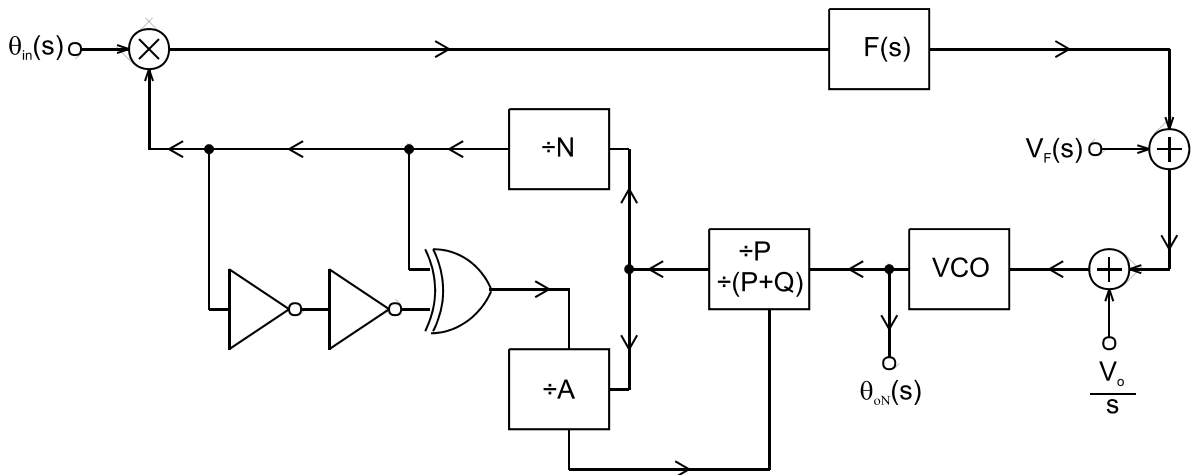 θin(s)
F(s)
÷N
VF(s)
÷P
÷(P+Q)
VCO
÷A
θoN(s)
Vo
s